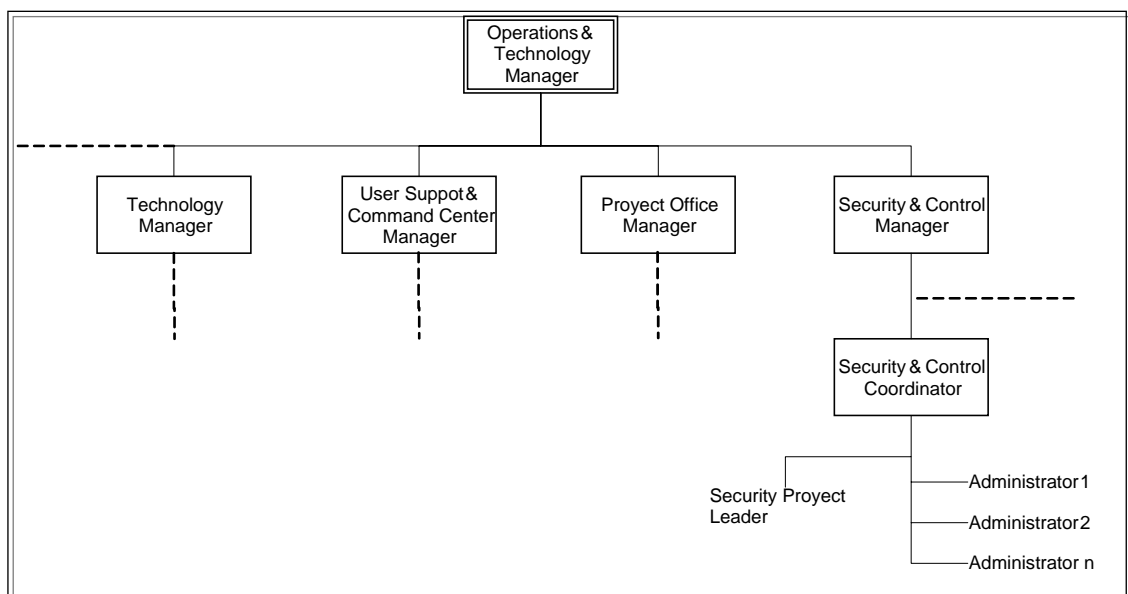 Operations &
Technology
Manager
Technology
Manager
User Suppot &
Command Center
Manager
Proyect Office
Manager
Security & Control
Manager
Security & Control
Coordinator
Security Proyect
Leader
Administrator 1
Administrator 2
Administrator n